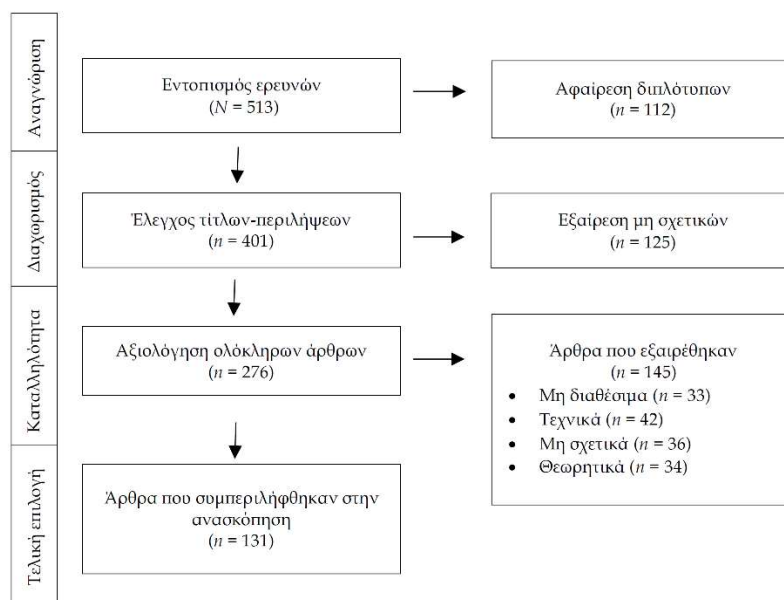 Αναγνώριση
Εντοπισμός ερευνών
(N = 513)
Αφαίρεση διπλότυπων
(n = 112)
Διαχωρισμός
Έλεγχος τίτλων-περιλήψεων
(n = 401)
Εξαίρεση μη σχετικών
(n = 125)
Καταλληλότητα
Αξιολόγηση ολόκληρων άρθρων
(n = 276)
Άρθρα που εξαιρέθηκαν
(n = 145)
• Μη διαθέσιμα (n = 33)
• Τεχνικά (n = 42)
• Μη σχετικά (n = 36)
• Θεωρητικά (n = 34)
Τελική επιλογή
Άρθρα που συμπεριλήφθηκαν στην
ανασκόπηση
(n = 131)